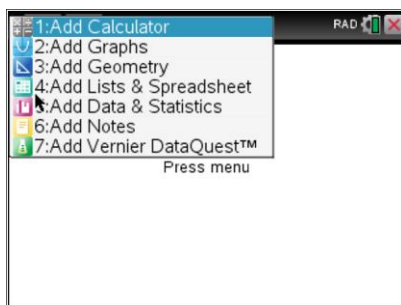 1:Add Calculator
RAD
2:Add Graphs
3:Add Geometry
4:Add Lists & Spreadsheet
5:Add Data & Statistics
6:Add Notes
7:Add Vernier DataQuest™
Press menu